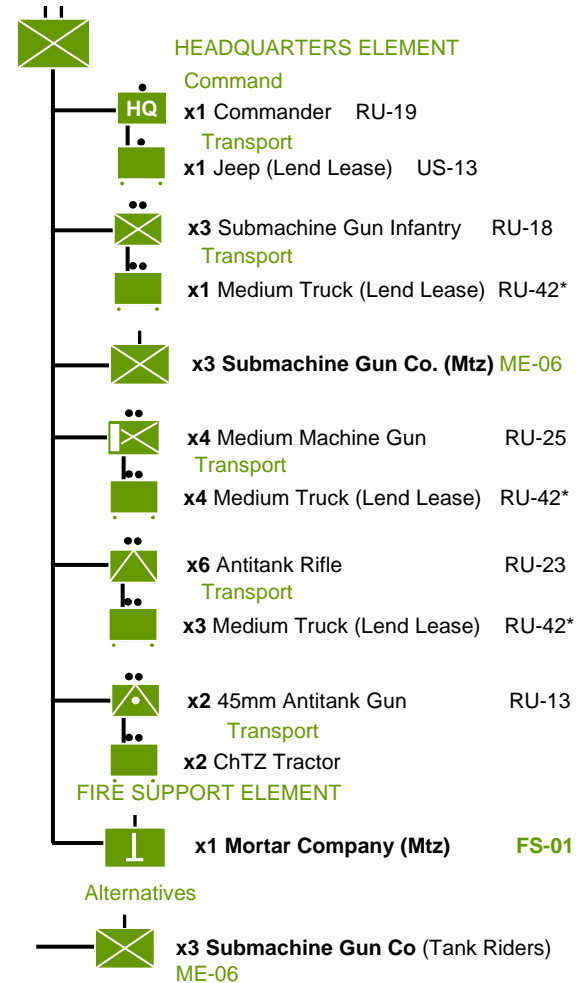 HEADQUARTERS ELEMENT
Command
HQ
x1 Commander RU-19
Transport
x1 Jeep (Lend Lease) US-13
x3 Submachine Gun Infantry RU-18
Transport
x1 Medium Truck (Lend Lease) RU-42*
x3 Submachine Gun Co. (Mtz) ME-06
x4 Medium Machine Gun RU-25
Transport
x4 Medium Truck (Lend Lease) RU-42*
x6 Antitank Rifle RU-23
Transport
x3 Medium Truck (Lend Lease) RU-42*
x2 45mm Antitank Gun RU-13
Transport
x2 ChTZ Tractor
FIRE SUPPORT ELEMENT
x1 Mortar Company (Mtz) FS-01
Alternatives
x3 Submachine Gun Co (Tank Riders)
ME-06